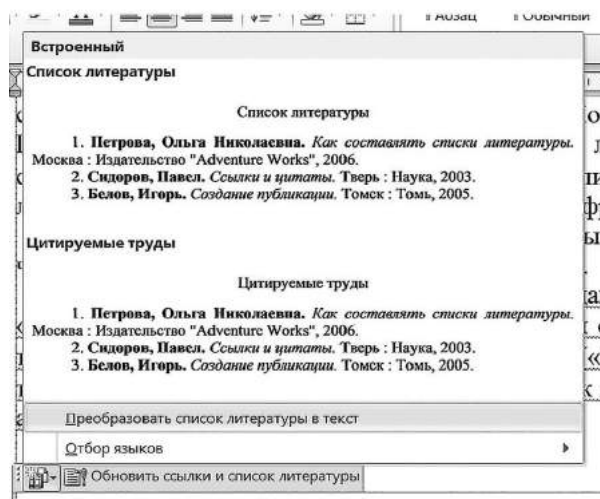 Абзац
Обычный
Встроенный
Список литературы
Список литературы
1. Петрова, Ольга Николаевна. Как составлять списки литературы.
Москва : Издательство "Adventure Works", 2006.
2. Сидоров, Павел. Ссылки и цитаты. Тверь : Наука, 2003.
3. Белов, Игорь. Создание публикации. Томск : Томь, 2005.
Цитируемые труды
Цитируемые труды
1. Петрова, Ольга Николаевна. Как составлять списки литературы.
Москва : Издательство "Adventure Works", 2006.
2. Сидоров, Павел. Ссылки и цитаты. Тверь : Наука, 2003.
3. Белов, Игорь. Создание публикации. Томск : Томь, 2005.
Преобразовать список литературы в текст
Отбор языков
Обновить ссылки и список литературы